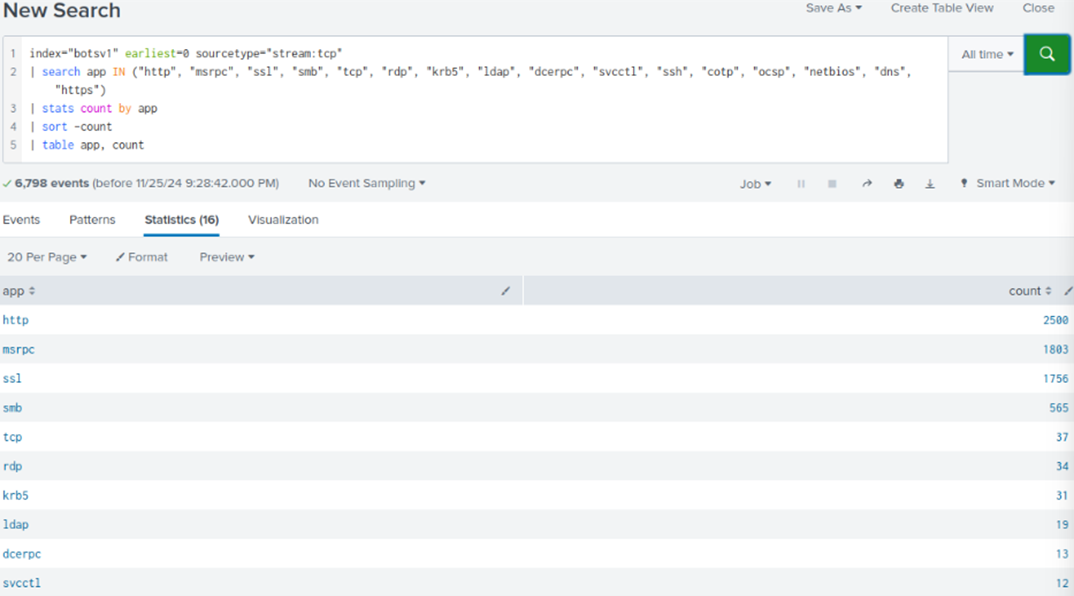 New Search
Save As Create Table View Close
1 index="botsv1" earliest=0 sourcetype="stream:tcp"
2 | search app IN ("http", "msrpc", "ssl", "smb", "tcp", "rdp", "krb5", "ldap", "dcerpc", "svcctl", "ssh", "cotp", "ocsp", "netbios", "dns",
"https")
3 | stats count by app
4 | sort -count
5 | table app, count
All time
6,798 events (before 11/25/24 9:28:42.000 PM) No Event Sampling Job Smart Mode
Events Patterns Statistics (16) Visualization
20 Per Page Format Preview
app count
http 2500
msrpc 1803
ssl 1756
smb 565
tcp 37
rdp 34
krb5 31
ldap 19
dcerpc 13
svcctl 12